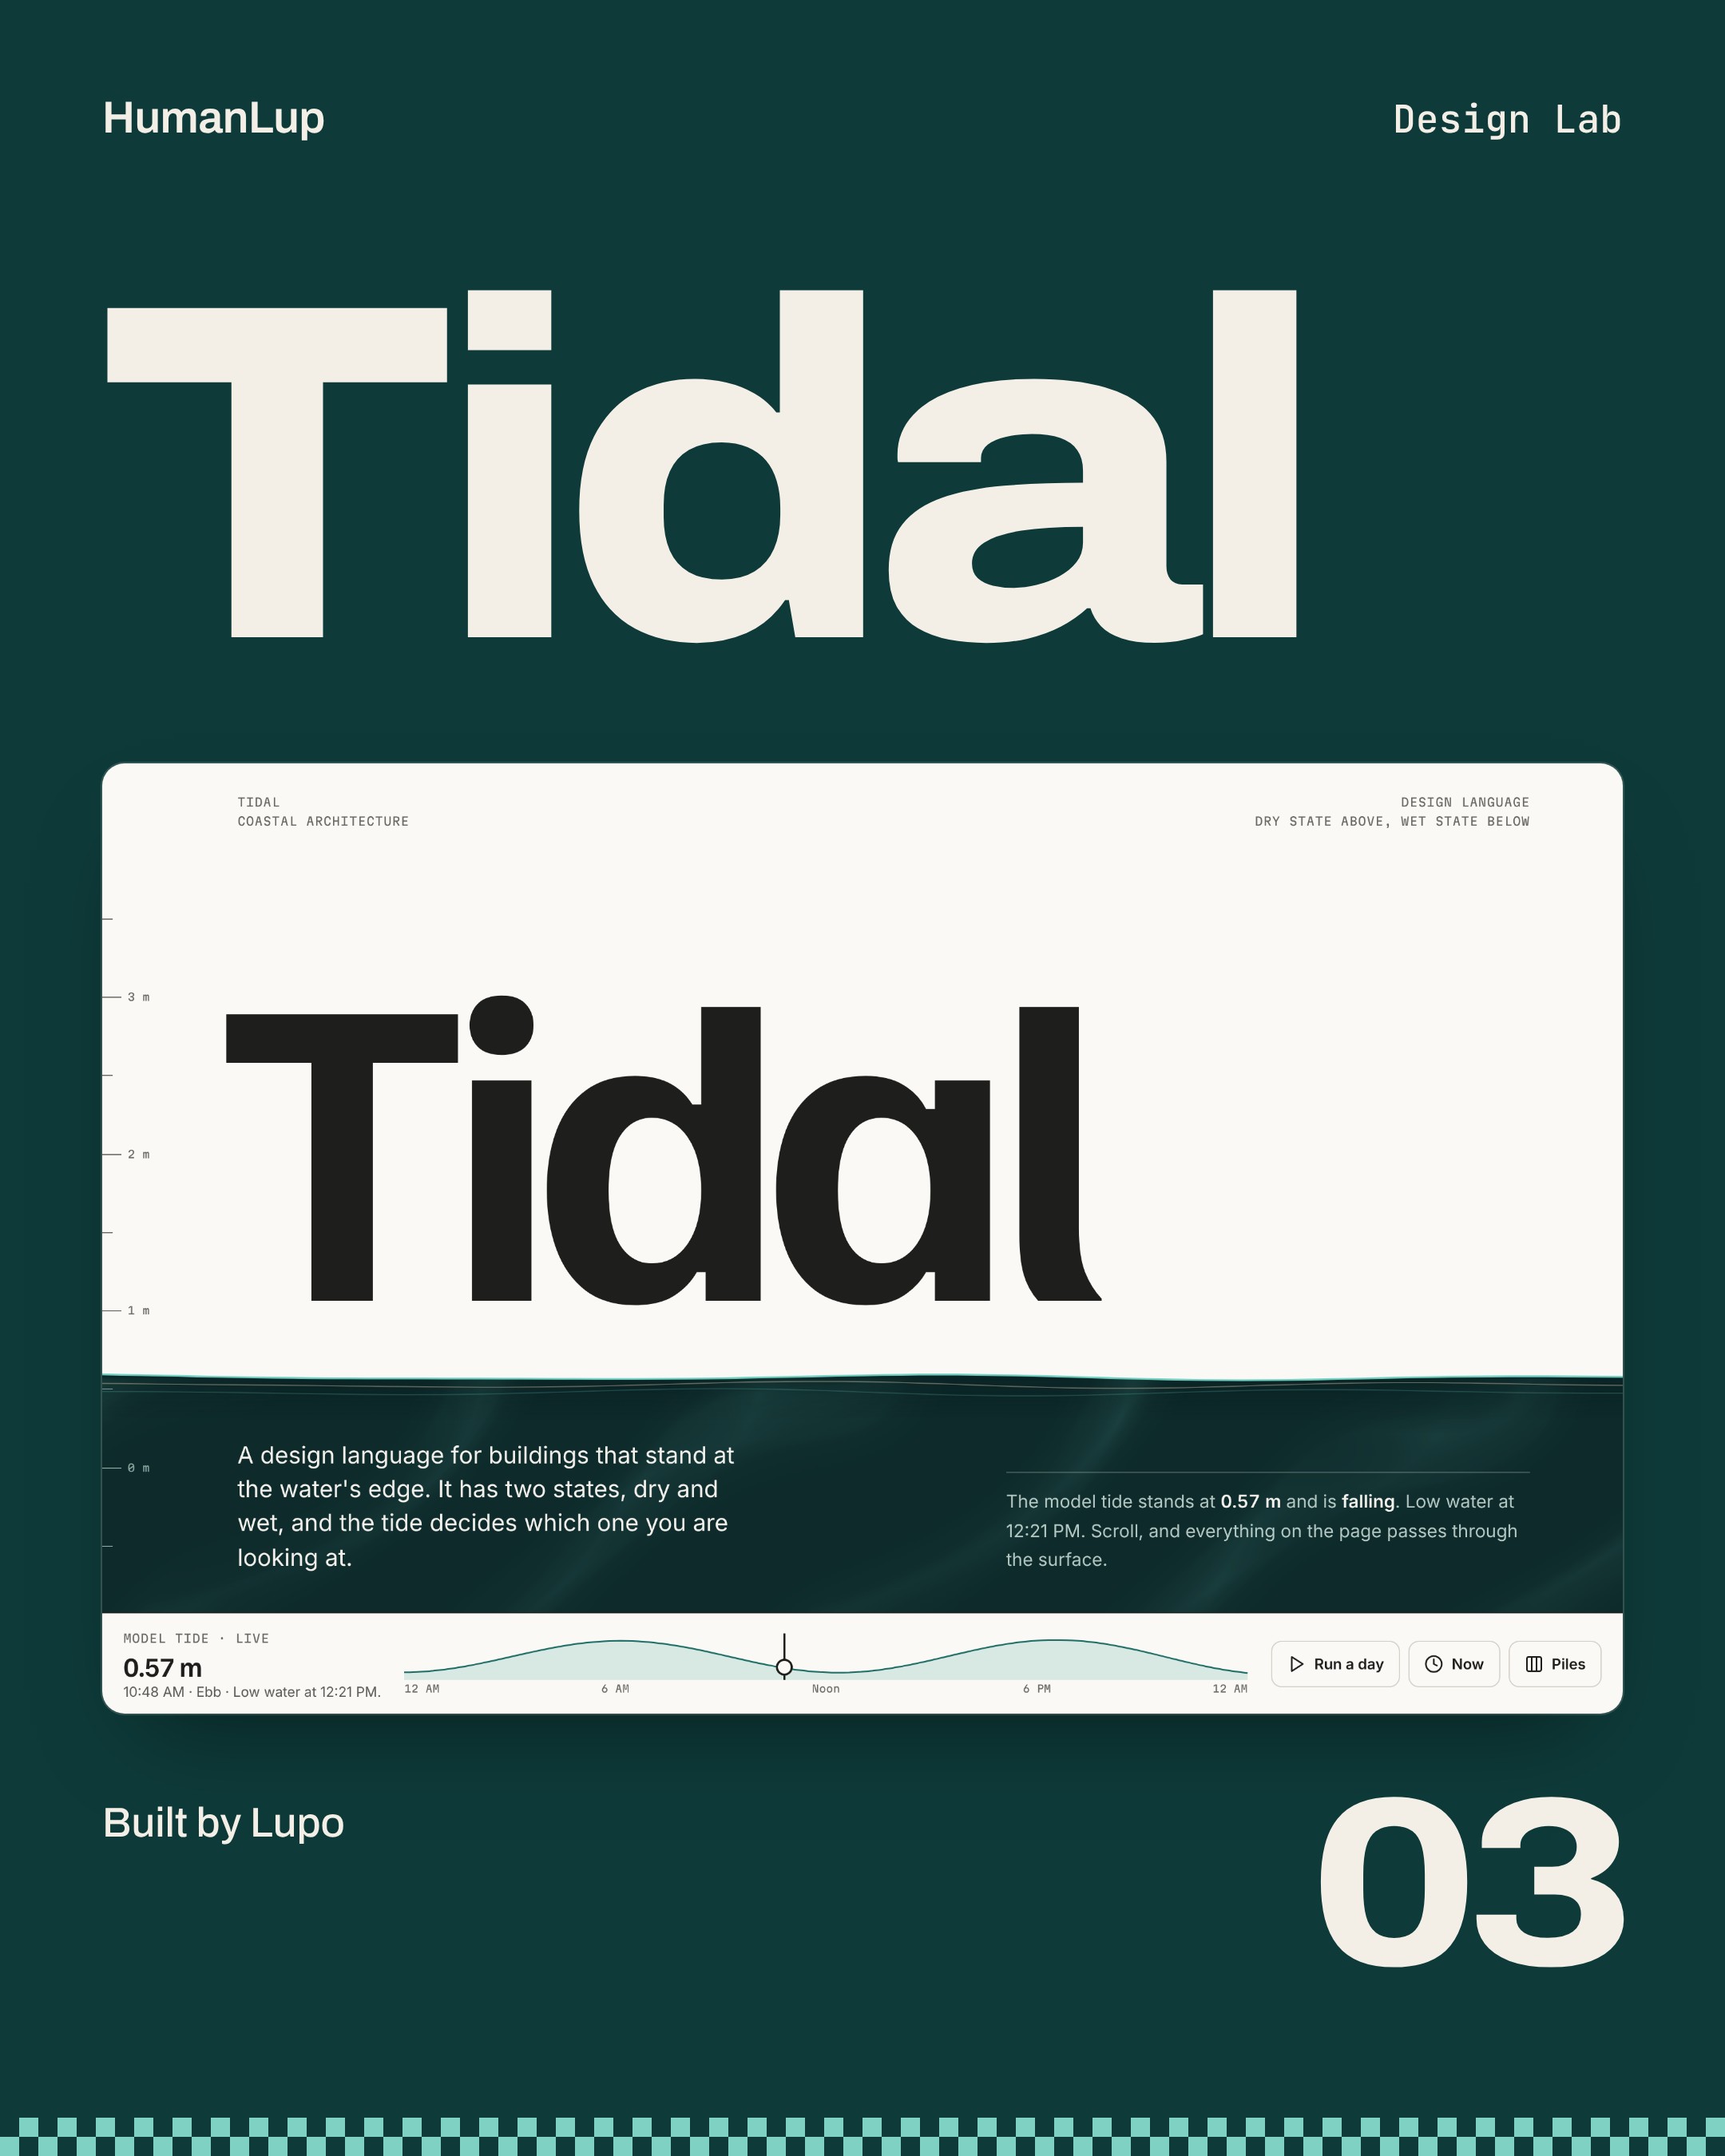 HumanLup
Design Lab
Tidal
TIDAL
COASTAL ARCHITECTURE
DESIGN LANGUAGE
DRY STATE ABOVE, WET STATE BELOW
3 m
2 m
1 m
0 m
Tidal
A design language for buildings that stand at
the water's edge. It has two states, dry and
wet, and the tide decides which one you are
looking at.
The model tide stands at 0.57 m and is falling. Low water at
12:21 PM. Scroll, and everything on the page passes through
the surface.
MODEL TIDE · LIVE
0.57 m
10:48 AM · Ebb · Low water at 12:21 PM.
12 AM
6 AM
Noon
6 PM
12 AM
Run a day
Now
Piles
Built by Lupo
03